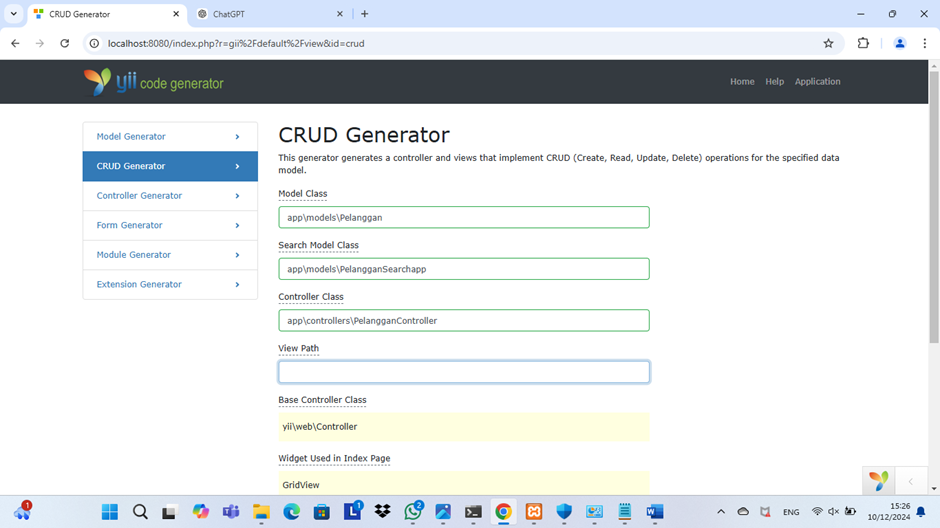 CRUD Generator
ChatGPT
localhost:8080/index.php?r=gii%2Fdefault%2Fview&id=crud
yii code generator
Home Help Application
Model Generator
CRUD Generator
Controller Generator
Form Generator
Module Generator
Extension Generator
CRUD Generator
This generator generates a controller and views that implement CRUD (Create, Read, Update, Delete) operations for the specified data
model.
Model Class
app\models\Pelanggan
Search Model Class
app\models\PelangganSearchapp
Controller Class
app\controllers\PelangganController
View Path
Base Controller Class
yii\web\Controller
Widget Used in Index Page
GridView
1
1
2
ENG
15:26
10/12/2024